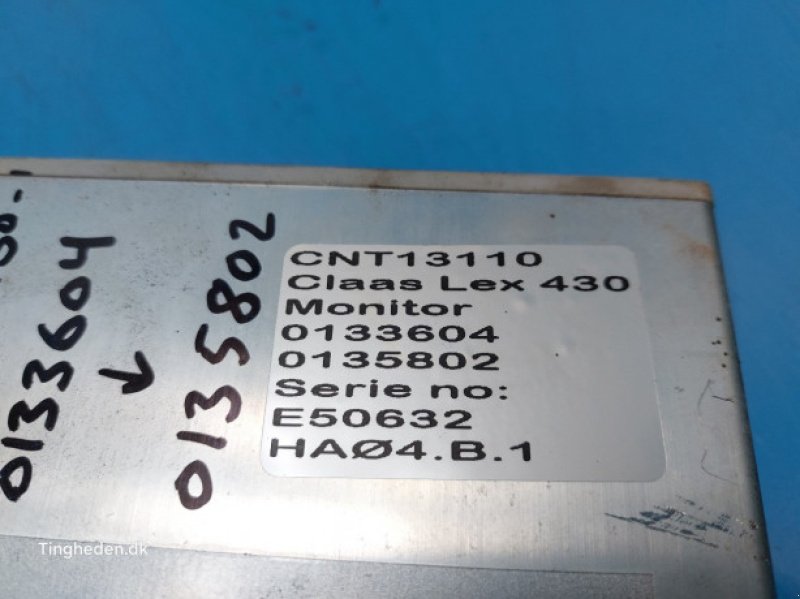 0133604
↓
0135802
CNT13110
Claas Lex 430
Monitor
0133604
0135802
Serie no:
E50632
HAØ4.B.1
Tingheden.dk